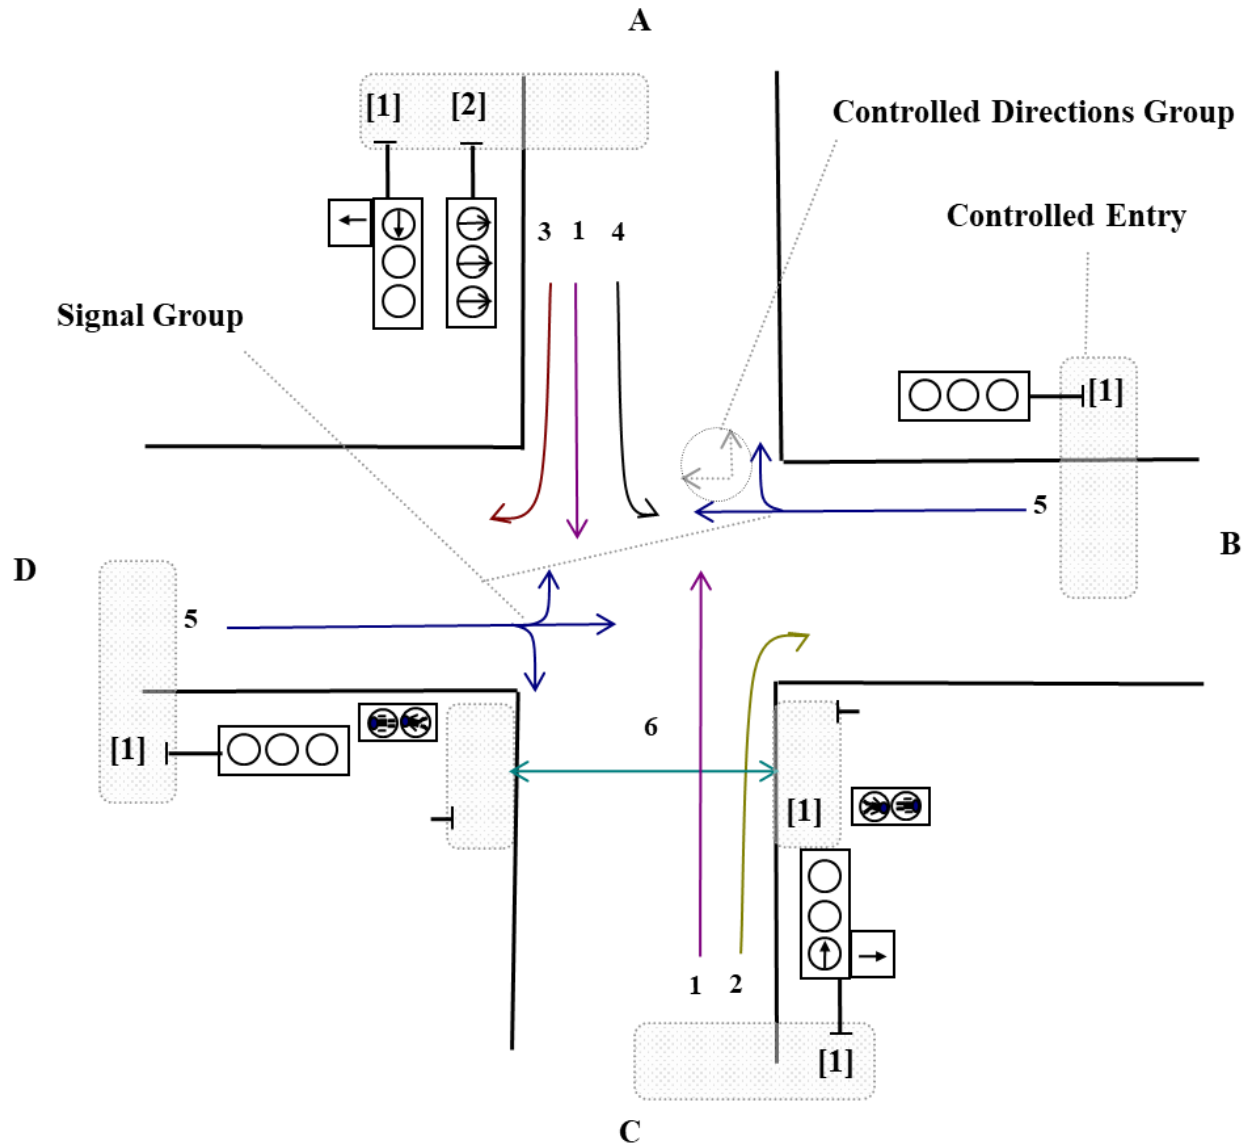 A
[1] [2]
Controlled Directions Group
Controlled Entry
3 1 4
Signal Group
[1]
5
B
D
5
6
[1]
[1]
1 2
[1]
C